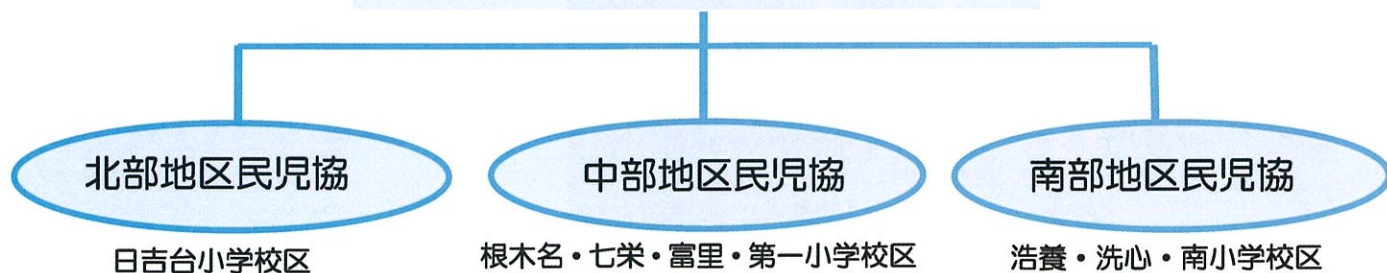 北部地区民児協
中部地区民児協
南部地区民児協
日吉台小学校区
根木名・七栄・富里・第一小学校区
浩養・洗心・南小学校区